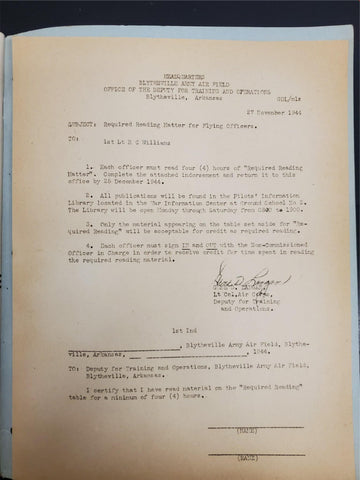 HEADQUARTERS
BLYTHEVILLE ARMY AIR FIELD
OFFICE OF THE DEPUTY FOR TRAINING AND OPERATIONS
Blytheville, Arkansas
27 November 1944
SUBJECT: Required Reading Matter for Flying Officers.
TO:
1st Lt R C Williams
1. Each officer must read four (4) hours of "Required Reading
Matter". Complete the attached indorsement and return it to this
office by 25 December 1944.
2. All publications will be found in the Pilots' Information
Library located in the War Information Center at Ground School No 2.
The Library will be open Monday through Saturday from 0800 to
3. Only the material appearing on the table set aside for "Re-
quired Reading" will be acceptable for credit as required reading.
4. Each officer must sign IN and OUT with the Non-Commissioned
Officer in Charge in order to receive credit for time spent in reading
the required reading material.
Lt Col, Air Corps,
Deputy for Training
and Operations.
1st Ind
, Blytheville Army Air Field, Blythe-
ville, Arkansas, , 1944.
TO: Deputy for Training and Operations, Blytheville Army Air Field,
Blytheville, Arkansas.
I certify that I have read material on the "Required Reading"
table for a minimum of four (4) hours.
(NAME)